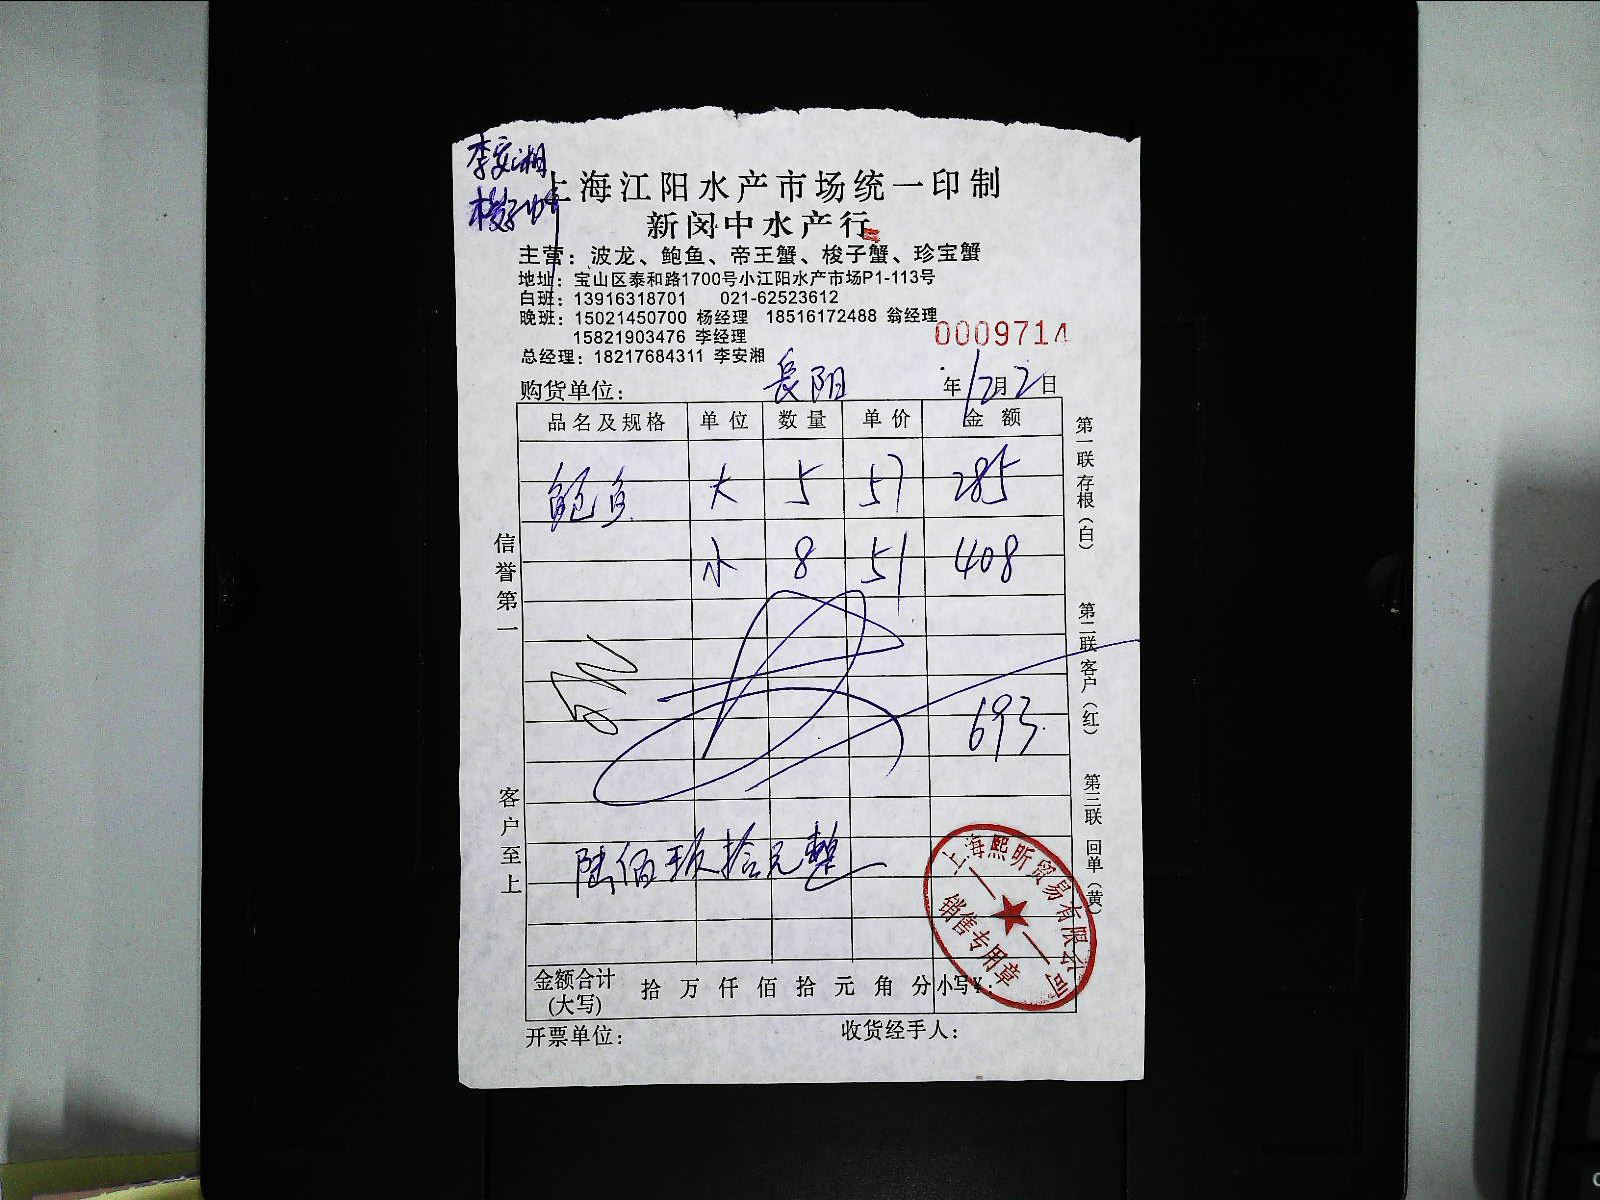 李安湘
上海江阳水产市场统一印制
新闵中水产行
主营：波龙、鲍鱼、帝王蟹、梭子蟹、珍宝蟹
地址：宝山区泰和路1700号小江阳水产市场P1-113号
白班：13916318701 021-62523612
晚班：15021450700 杨经理 18516172488 翁经理
15821903476 李经理
0009714
总经理：18217684311 李安湘
购货单位：长阳 年12月2日
品名及规格 单位 数量 单价 金额
鲍鱼 大 5 57 285
小 8 51 408
693
陆佰玖拾元整
金额合计(大写) 拾 万 仟 佰 拾 元 角 分 小写¥：
开票单位： 收货经手人：
信誉第一
客户至上
第一联 存根（白）
第二联 客户（红）
第三联 回单（黄）
上海熙昕贸易有限公司
销售专用章